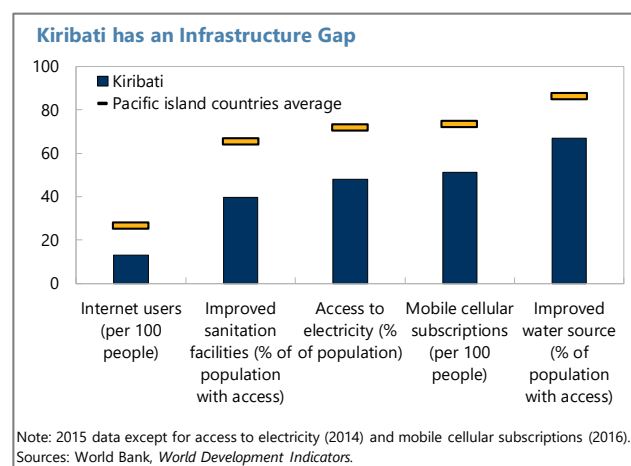 Kiribati has an Infrastructure Gap
100
80
60
40
20
0
Kiribati
Pacific island countries average
Internet users
(per 100
people)
Improved
sanitation
facilities (% of
population
with access)
Access to
electricity (%
of population)
Mobile cellular
subscriptions
(per 100
people)
Improved
water source
(% of
population
with access)
Note: 2015 data except for access to electricity (2014) and mobile cellular subscriptions (2016).
Sources: World Bank, World Development Indicators.